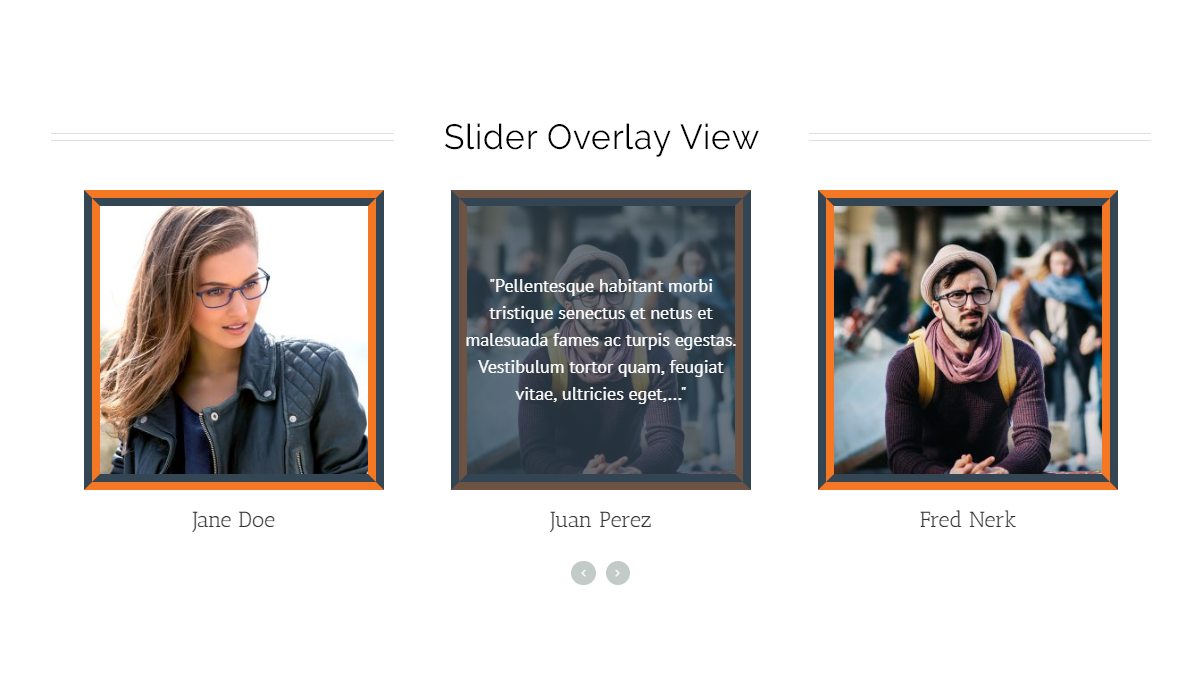 Slider Overlay View
"Pellentesque habitant morbi
tristique senectus et netus et
malesuada fames ac turpis egestas.
Vestibulum tortor quam, feugiat
vitae, ultricies eget,..."
Jane Doe
Juan Perez
Fred Nerk